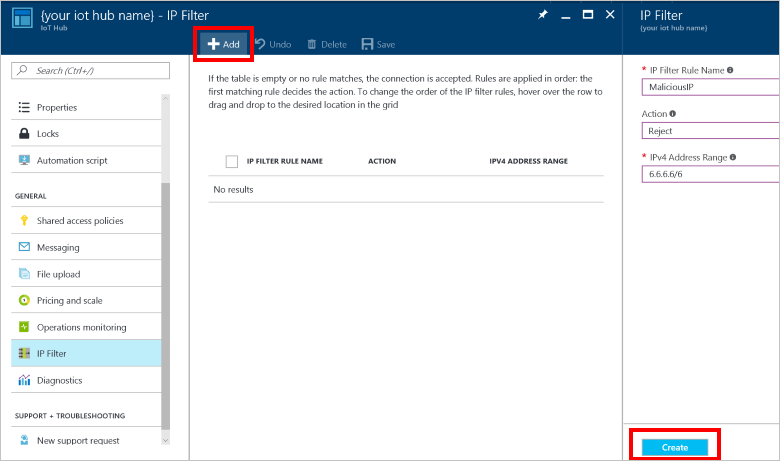 {your iot hub name} - IP Filter
IoT Hub
Add
Undo
Delete
Save
Search (Ctrl+/)
Properties
Locks
Automation script
GENERAL
Shared access policies
Messaging
File upload
Pricing and scale
Operations monitoring
IP Filter
Diagnostics
SUPPORT + TROUBLESHOOTING
New support request
If the table is empty or no rule matches, the connection is accepted. Rules are applied in order: the
first matching rule decides the action. To change the order of the IP filter rules, hover over the row to
drag and drop to the desired location in the grid
IP FILTER RULE NAME ACTION IPV4 ADDRESS RANGE
No results
IP Filter
{your iot hub name}
* IP Filter Rule Name
MaliciousIP
Action
Reject
* IPv4 Address Range
6.6.6.6/6
Create